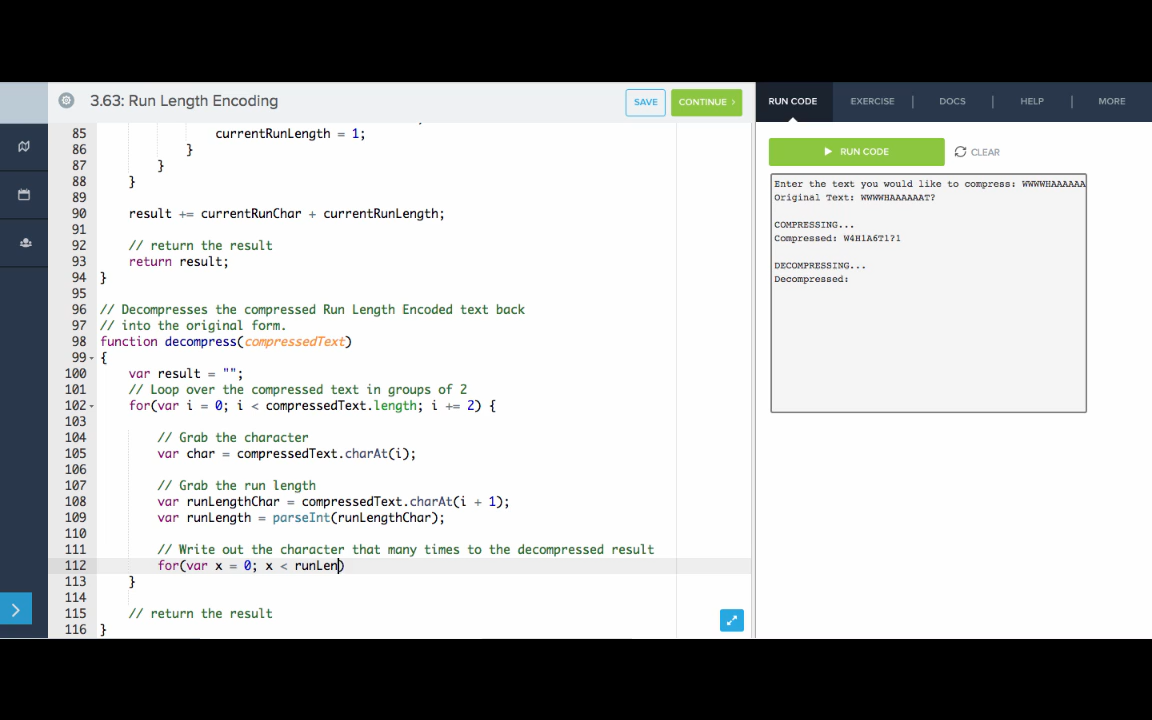 3.63: Run Length Encoding
SAVE
CONTINUE ›
RUN CODE
EXERCISE
DOCS
HELP
MORE
85 currentRunLength = 1;
86 }
87 }
88 }
89
90 result += currentRunChar + currentRunLength;
91
92 // return the result
93 return result;
94 }
95
96 // Decompresses the compressed Run Length Encoded text back
97 // into the original form.
98 function decompress(compressedText)
99 {
100 var result = "";
101 // Loop over the compressed text in groups of 2
102 for(var i = 0; i < compressedText.length; i += 2) {
103
104 // Grab the character
105 var char = compressedText.charAt(i);
106
107 // Grab the run length
108 var runLengthChar = compressedText.charAt(i + 1);
109 var runLength = parseInt(runLengthChar);
110
111 // Write out the character that many times to the decompressed result
112 for(var x = 0; x < runLen)
113 }
114
115 // return the result
116 }
RUN CODE
CLEAR
Enter the text you would like to compress: WWWWHAAAAAA
Original Text: WWWWHAAAAAAT?
COMPRESSING...
Compressed: W4H1A6T1?1
DECOMPRESSING...
Decompressed: